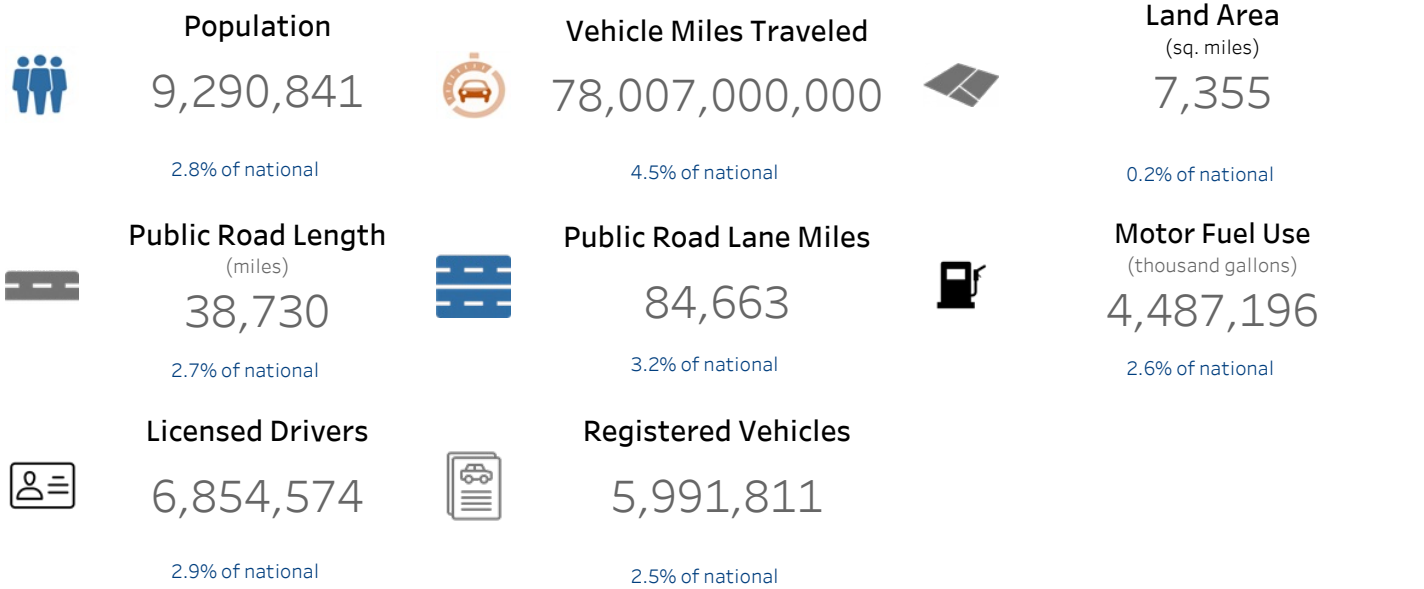 Population
9,290,841
2.8% of national
Vehicle Miles Traveled
78,007,000,000
4.5% of national
Land Area
(sq. miles)
7,355
0.2% of national
Public Road Length
(miles)
38,730
2.7% of national
Public Road Lane Miles
84,663
3.2% of national
Motor Fuel Use
(thousand gallons)
4,487,196
2.6% of national
Licensed Drivers
6,854,574
2.9% of national
Registered Vehicles
5,991,811
2.5% of national